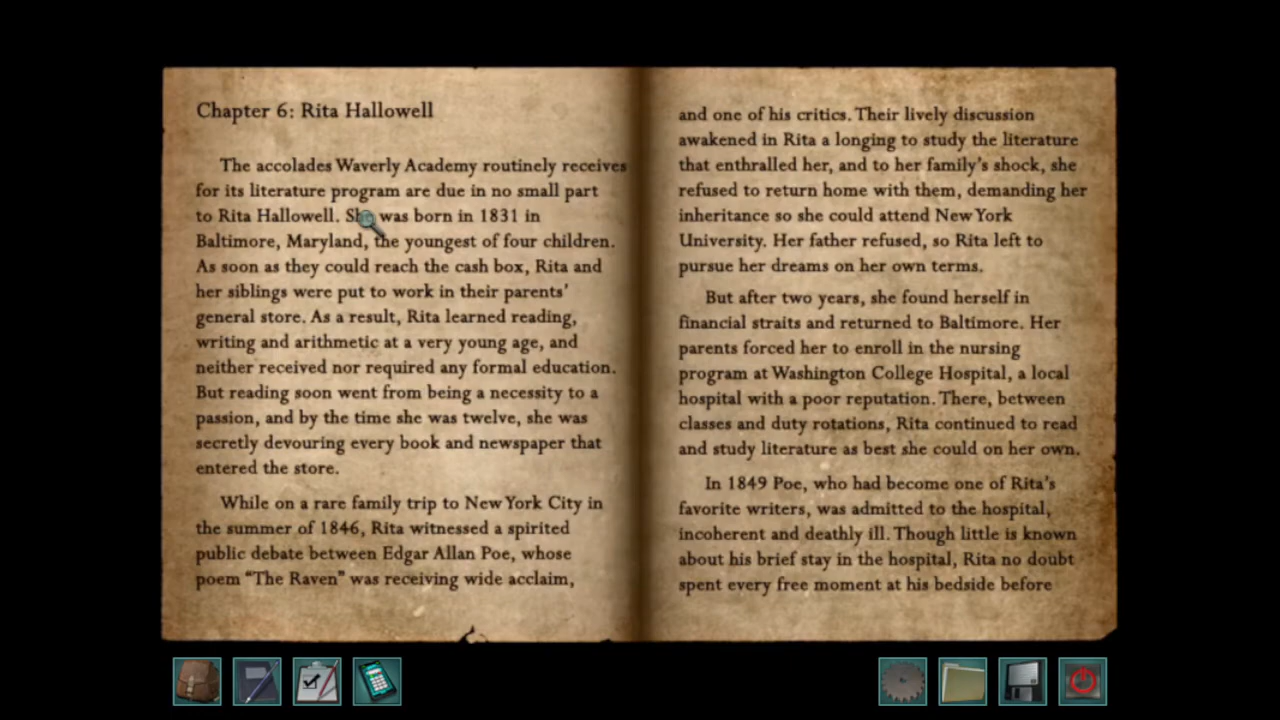 Chapter 6: Rita Hallowell
The accolades Waverly Academy routinely receives
for its literature program are due in no small part
to Rita Hallowell. She was born in 1831 in
Baltimore, Maryland, the youngest of four children.
As soon as they could reach the cash box, Rita and
her siblings were put to work in their parents'
general store. As a result, Rita learned reading,
writing and arithmetic at a very young age, and
neither received nor required any formal education.
But reading soon went from being a necessity to a
passion, and by the time she was twelve, she was
secretly devouring every book and newspaper that
entered the store.
While on a rare family trip to New York City in
the summer of 1846, Rita witnessed a spirited
public debate between Edgar Allan Poe, whose
poem “The Raven” was receiving wide acclaim,
and one of his critics. Their lively discussion
awakened in Rita a longing to study the literature
that enthralled her, and to her family's shock, she
refused to return home with them, demanding her
inheritance so she could attend New York
University. Her father refused, so Rita left to
pursue her dreams on her own terms.
But after two years, she found herself in
financial straits and returned to Baltimore. Her
parents forced her to enroll in the nursing
program at Washington College Hospital, a local
hospital with a poor reputation. There, between
classes and duty rotations, Rita continued to read
and study literature as best she could on her own.
In 1849 Poe, who had become one of Rita's
favorite writers, was admitted to the hospital,
incoherent and deathly ill. Though little is known
about his brief stay in the hospital, Rita no doubt
spent every free moment at his bedside before